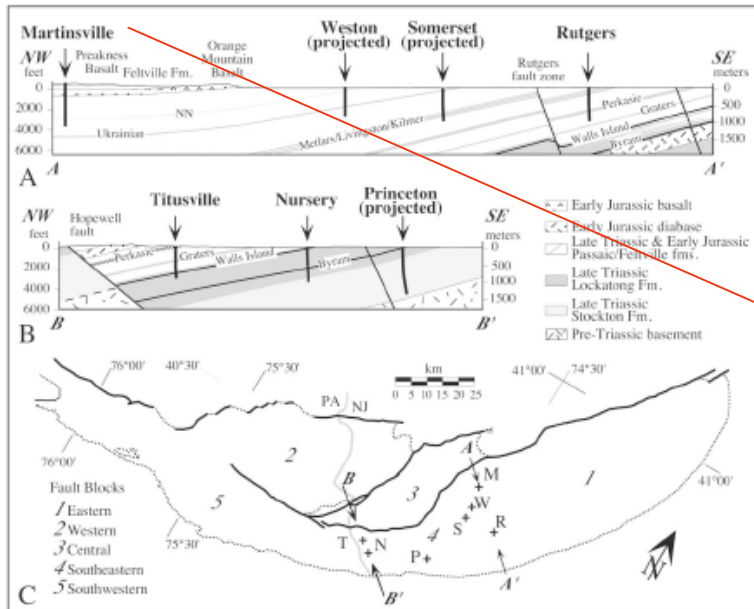 Martinsville
Weston
(projected)
Somerset
(projected)
Rutgers
NW
feet
Preakness
Basalt
Feltville Fm.
Orange
Mountain
Basalt
Rutgers
fault zone
SE
meters
0
2000
4000
6000
NN
Ukrainian
Metlars/Livingston/Kilmer
Perkasie
Graters
Walls Island
Byram
0
500
1000
1500
A
A
A'
NW
feet
Hopewell
fault
Titusville
Nursery
Princeton
(projected)
SE
meters
0
2000
4000
6000
Perkasie
Graters
Walls Island
Byram
0
500
1000
1500
B
B
B'
Early Jurassic basalt
Early Jurassic diabase
Late Triassic & Early Jurassic
Passaic/Feltville fms.
Late Triassic
Lockatong Fm.
Late Triassic
Stockton Fm.
Pre-Triassic basement
76°00'
40°30'
75°30'
PA
NJ
km
0 5 10 15 20 25
41°00'
74°30'
76°00'
75°30'
41°00'
Fault Blocks
1 Eastern
2 Western
3 Central
4 Southeastern
5 Southwestern
2
B
3
A
M
1
W
5
4
S
R
T
N
P
B'
A'
N
C